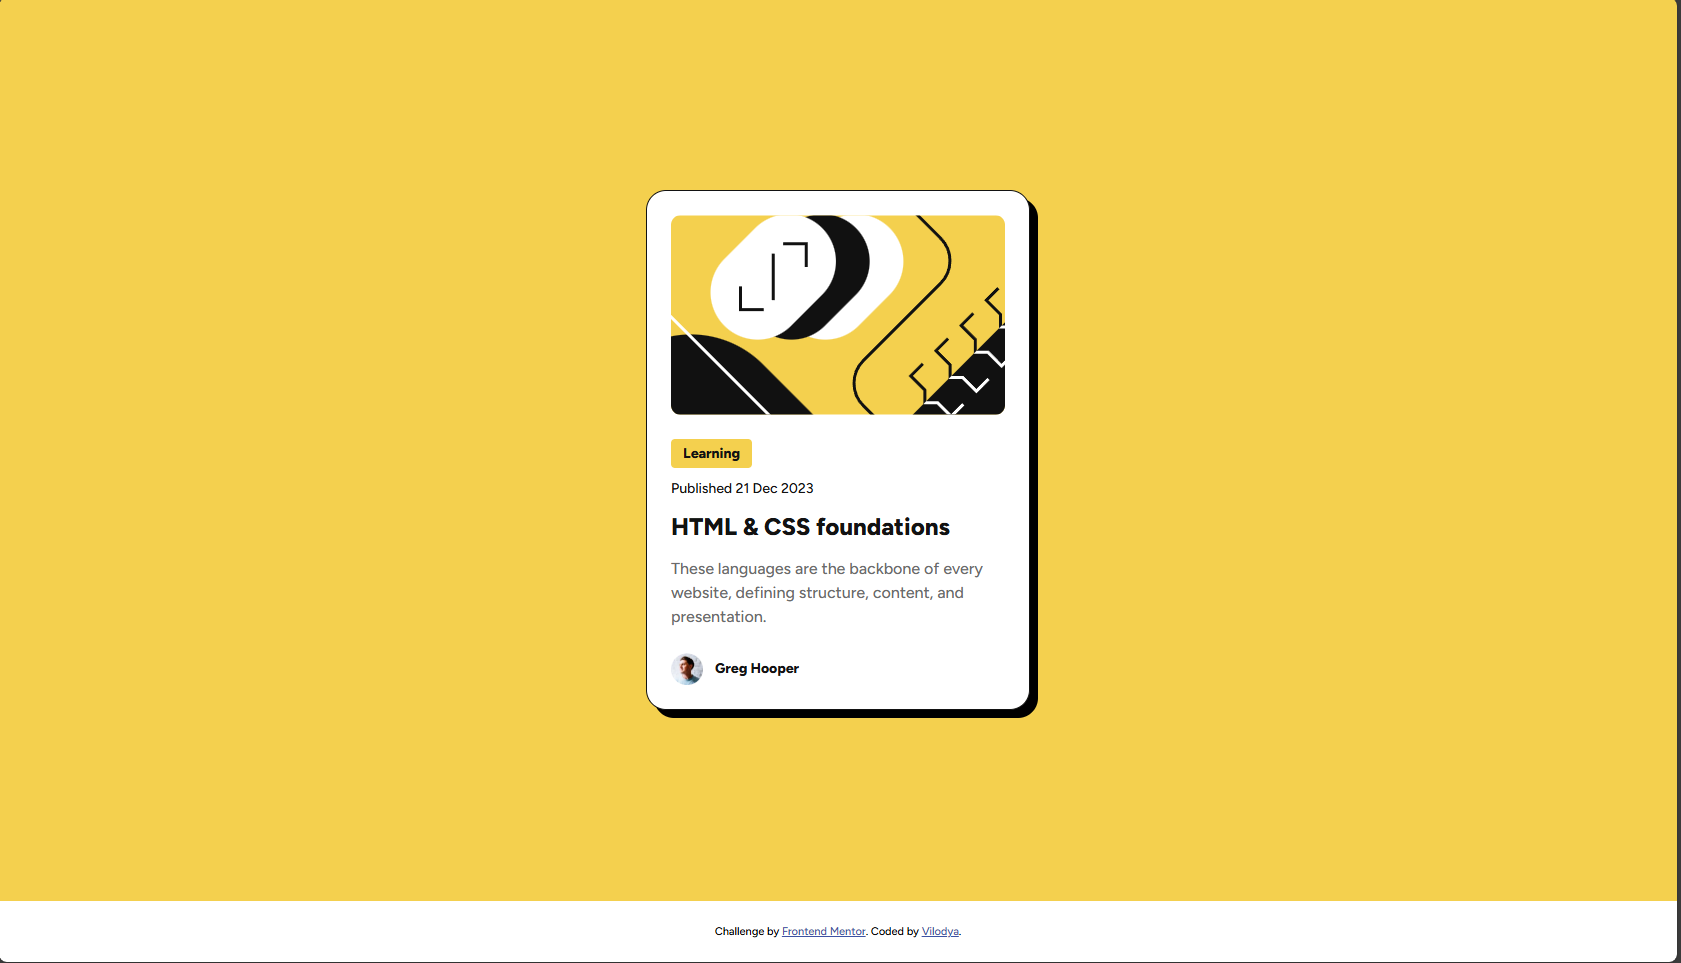 Learning
Published 21 Dec 2023
HTML & CSS foundations
These languages are the backbone of every
website, defining structure, content, and
presentation.
Greg Hooper
Challenge by Frontend Mentor. Coded by Vilodya.